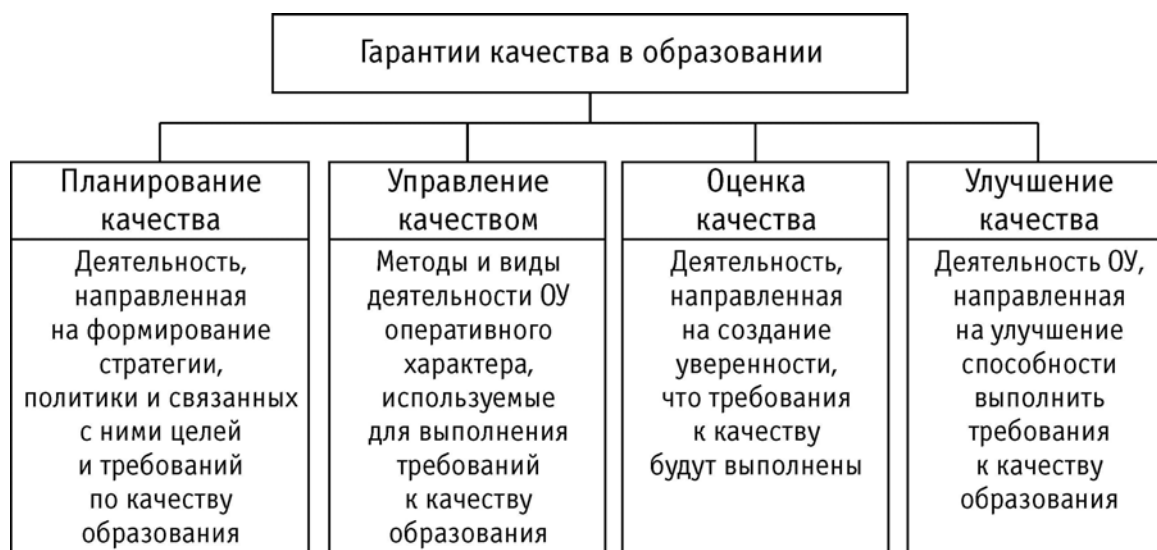 Гарантии качества в образовании
Планирование
качества
Деятельность,
направленная
на формирование
стратегии,
политики и связанных
с ними целей
и требований
по качеству
образования
Управление
качеством
Методы и виды
деятельности ОУ
оперативного
характера,
используемые
для выполнения
требований
к качеству
образования
Оценка
качества
Деятельность,
направленная
на создание
уверенности,
что требования
к качеству
будут выполнены
Улучшение
качества
Деятельность ОУ,
направленная
на улучшение
способности
выполнить
требования
к качеству
образования